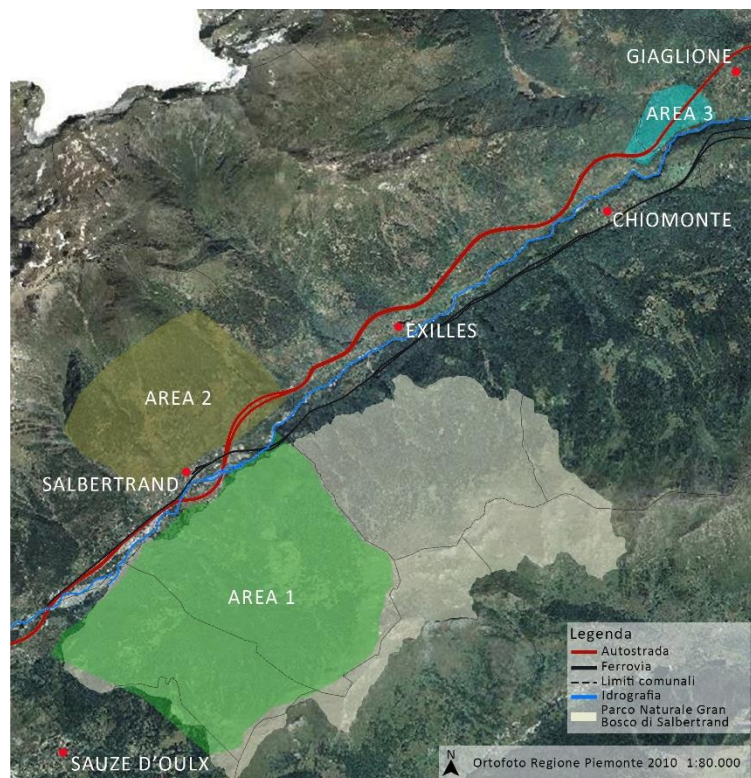 GIAGLIONE
AREA 3
CHIOMONTE
EXILLES
AREA 2
SALBERTRAND
AREA 1
Legenda
Autostrada
Ferrovia
Limiti comunali
Idrografia
Parco Naturale Gran
Bosco di Salbertrand
SAUZE D'OULX
N
Ortofoto Regione Piemonte 2010 1:80.000